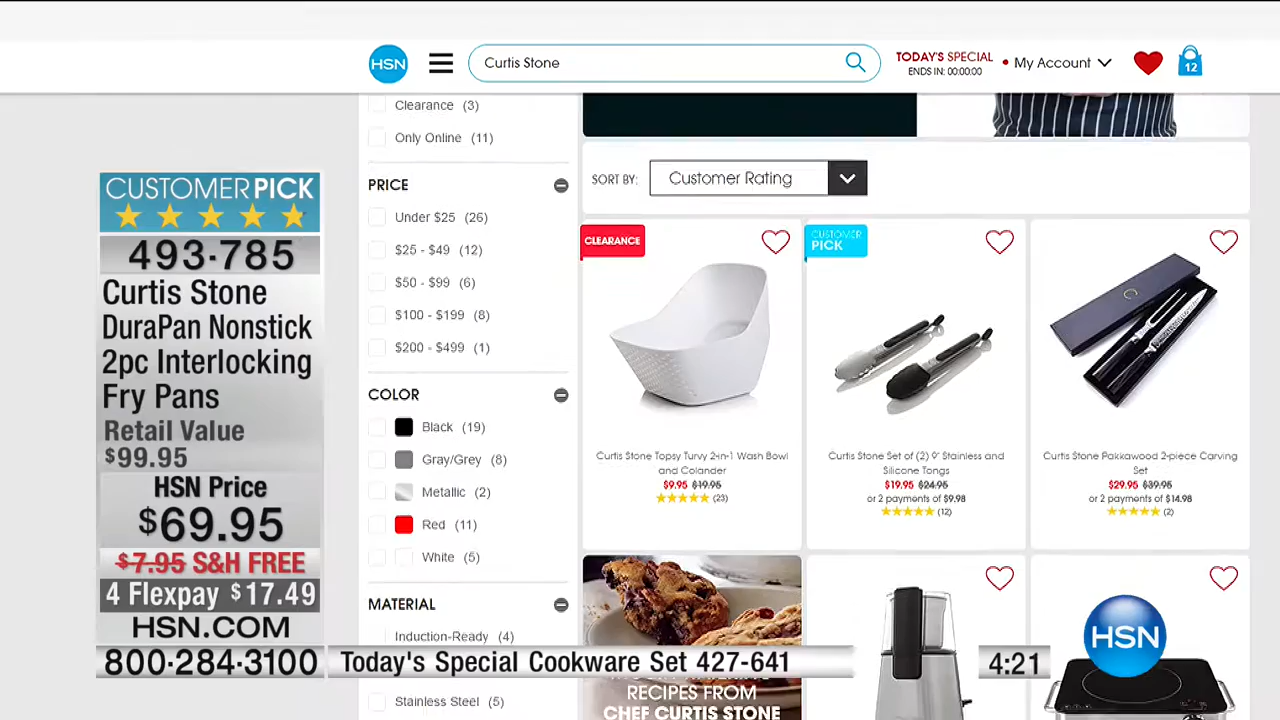 HSN
Curtis Stone
TODAY'S SPECIAL
ENDS IN: 00:00:00
My Account
12
Clearance (3)
Only Online (11)
PRICE
Under $25 (26)
$25 - $49 (12)
$50 - $99 (6)
$100 - $199 (8)
$200 - $499 (1)
COLOR
Black (19)
Gray/Grey (8)
Metallic (2)
Red (11)
White (5)
MATERIAL
Induction-Ready (4)
Stainless Steel (5)
SORT BY: Customer Rating
CLEARANCE
Curtis Stone Topsy Turvy 2-in-1 Wash Bowl
and Colander
$9.95 $19.95
(23)
CUSTOMER
PICK
Curtis Stone Set of (2) 9" Stainless and
Silicone Tongs
$19.95 $24.95
or 2 payments of $9.98
(12)
Curtis Stone Pakkawood 2-piece Carving
Set
$29.95 $39.95
or 2 payments of $14.98
(2)
RECIPES FROM
CHEF CURTIS STONE
CUSTOMER PICK
493-785
Curtis Stone
DuraPan Nonstick
2pc Interlocking
Fry Pans
Retail Value
$99.95
HSN Price
$69.95
$7.95 S&H FREE
4 Flexpay $17.49
HSN.COM
800-284-3100
Today's Special Cookware Set 427-641
4:21
HSN